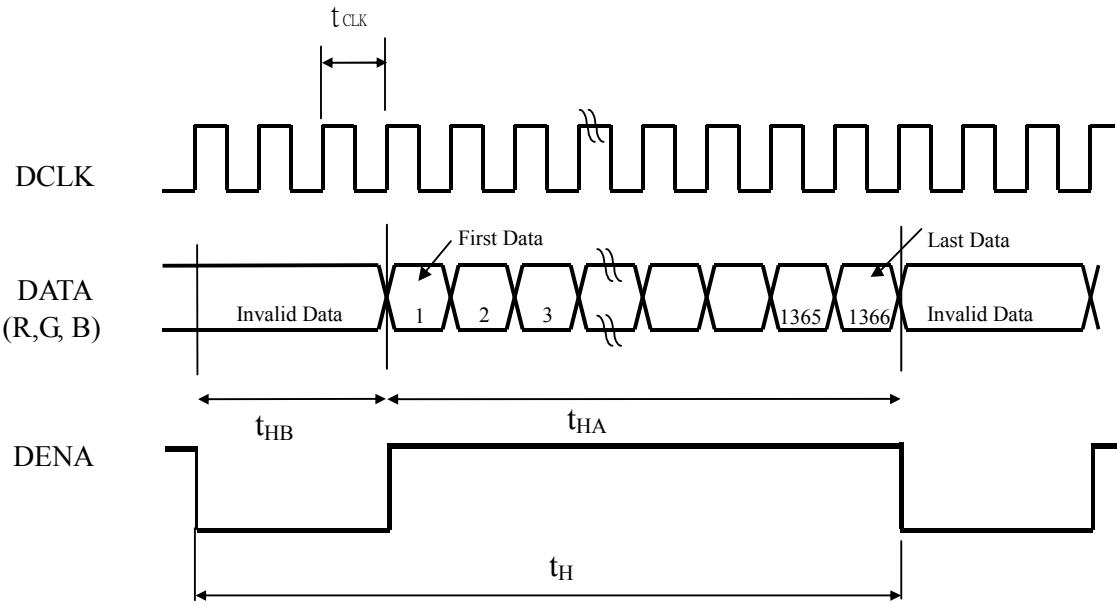 t CLK
DCLK
First Data
Last Data
DATA
(R,G, B)
Invalid Data
1
2
3
1365
1366
Invalid Data
tHB
tHA
DENA
tH